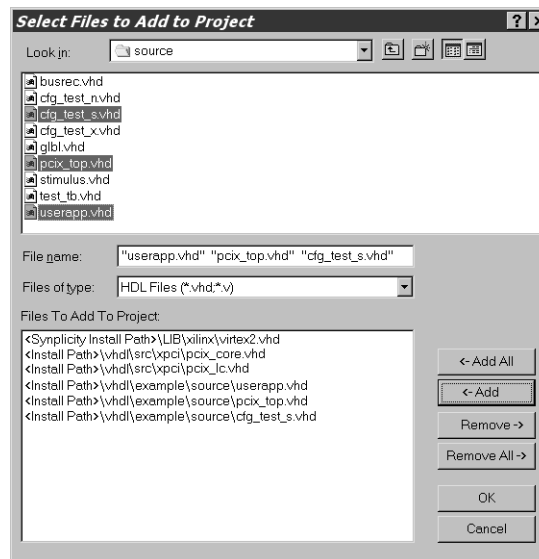 Select Files to Add to Project
Look in: source
busrec.vhd
cfg_test_n.vhd
cfg_test_s.vhd
cfg_test_x.vhd
glbl.vhd
pcix_top.vhd
stimulus.vhd
test_tb.vhd
userapp.vhd
File name: "userapp.vhd" "pcix_top.vhd" "cfg_test_s.vhd"
Files of type: HDL Files (*.vhd;*.v)
Files To Add To Project:
<Synplicity Install Path>\LIB\xilinx\virtex2.vhd
<Install Path>\vhdl\src\xpci\pcix_core.vhd
<Install Path>\vhdl\src\xpci\pcix_lc.vhd
<Install Path>\vhdl\example\source\userapp.vhd
<Install Path>\vhdl\example\source\pcix_top.vhd
<Install Path>\vhdl\example\source\cfg_test_s.vhd
<- Add All
<- Add
Remove ->
Remove All ->
OK
Cancel